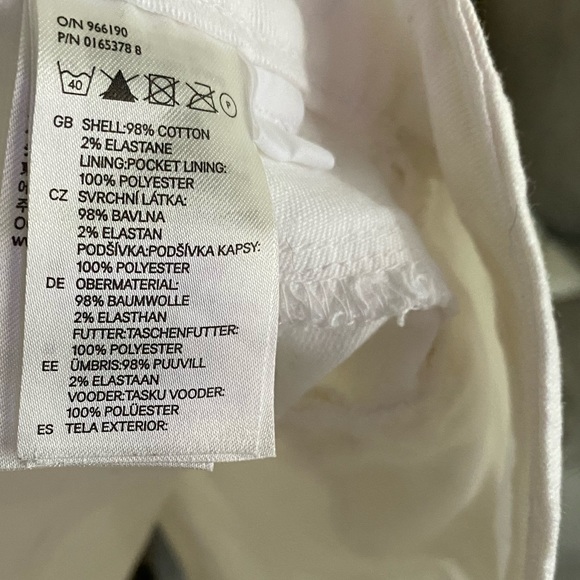 O/N 966190
P/N 0165378 8
40
P
GB SHELL:98% COTTON
2% ELASTANE
LINING:POCKET LINING:
100% POLYESTER
CZ SVRCHNÍ LÁTKA:
98% BAVLNA
2% ELASTAN
PODŠÍVKA:PODŠÍVKA KAPSY:
100% POLYESTER
DE OBERMATERIAL:
98% BAUMWOLLE
2% ELASTHAN
FUTTER:TASCHENFUTTER:
100% POLYESTER
EE ÜMBRIS:98% PUUVILL
2% ELASTAAN
VOODER:TASKU VOODER:
100% POLÜESTER
ES TELA EXTERIOR: